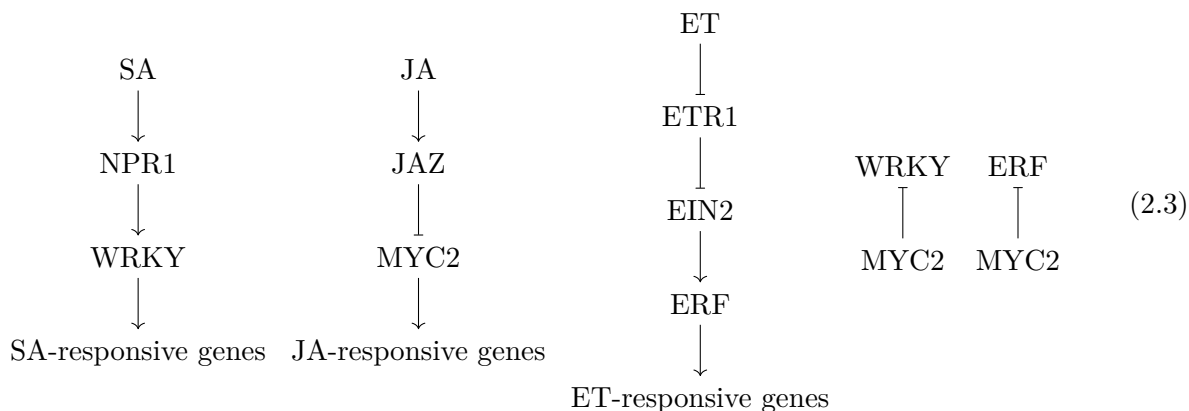 SA
NPR1
WRKY
SA-responsive genes
JA
JAZ
MYC2
JA-responsive genes
ET
ETR1
EIN2
ERF
ET-responsive genes
WRKY
MYC2
ERF
MYC2
(2.3)